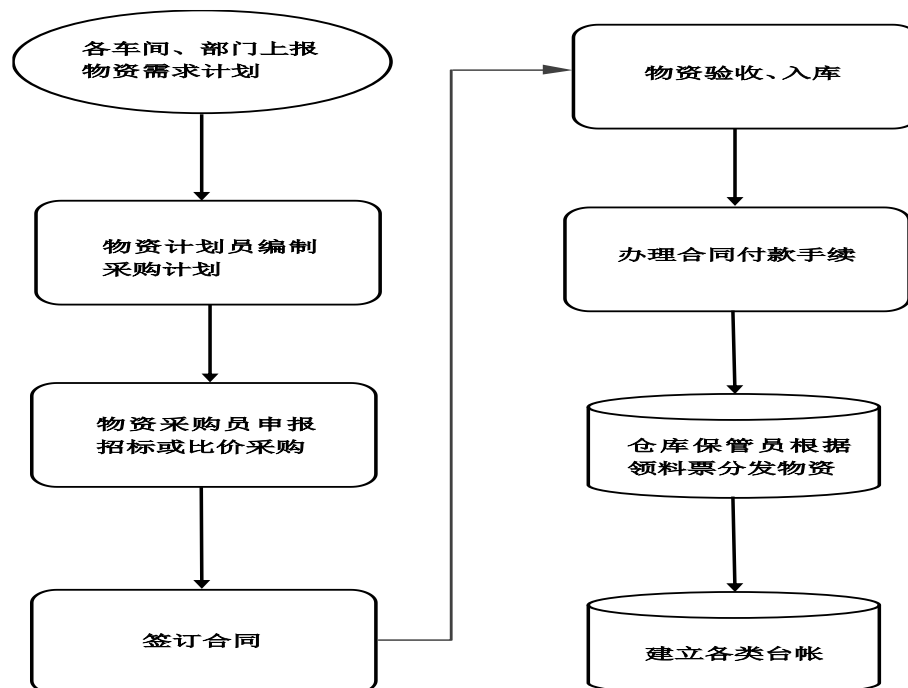 各车间、部门上报
物资需求计划
物资计划员编制
采购计划
物资采购员申报
招标或比价采购
签订合同
物资验收、入库
办理合同付款手续
仓库保管员根据
领料票分发物资
建立各类台帐